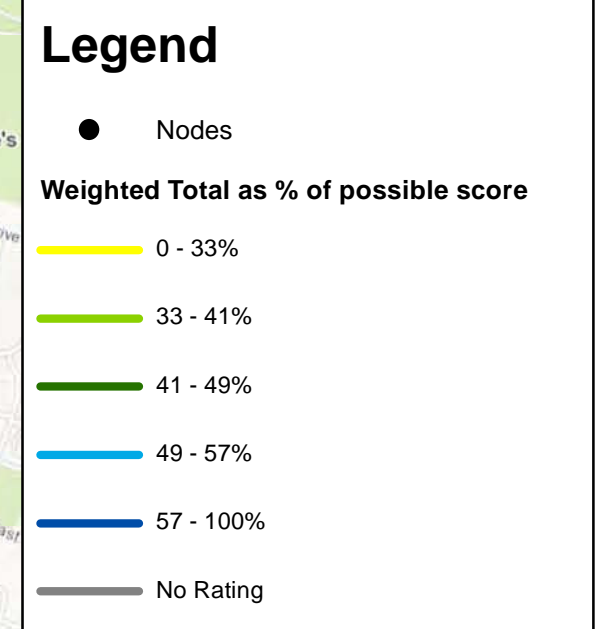 Legend
Nodes
Weighted Total as % of possible score
0 - 33%
33 - 41%
41 - 49%
49 - 57%
57 - 100%
No Rating